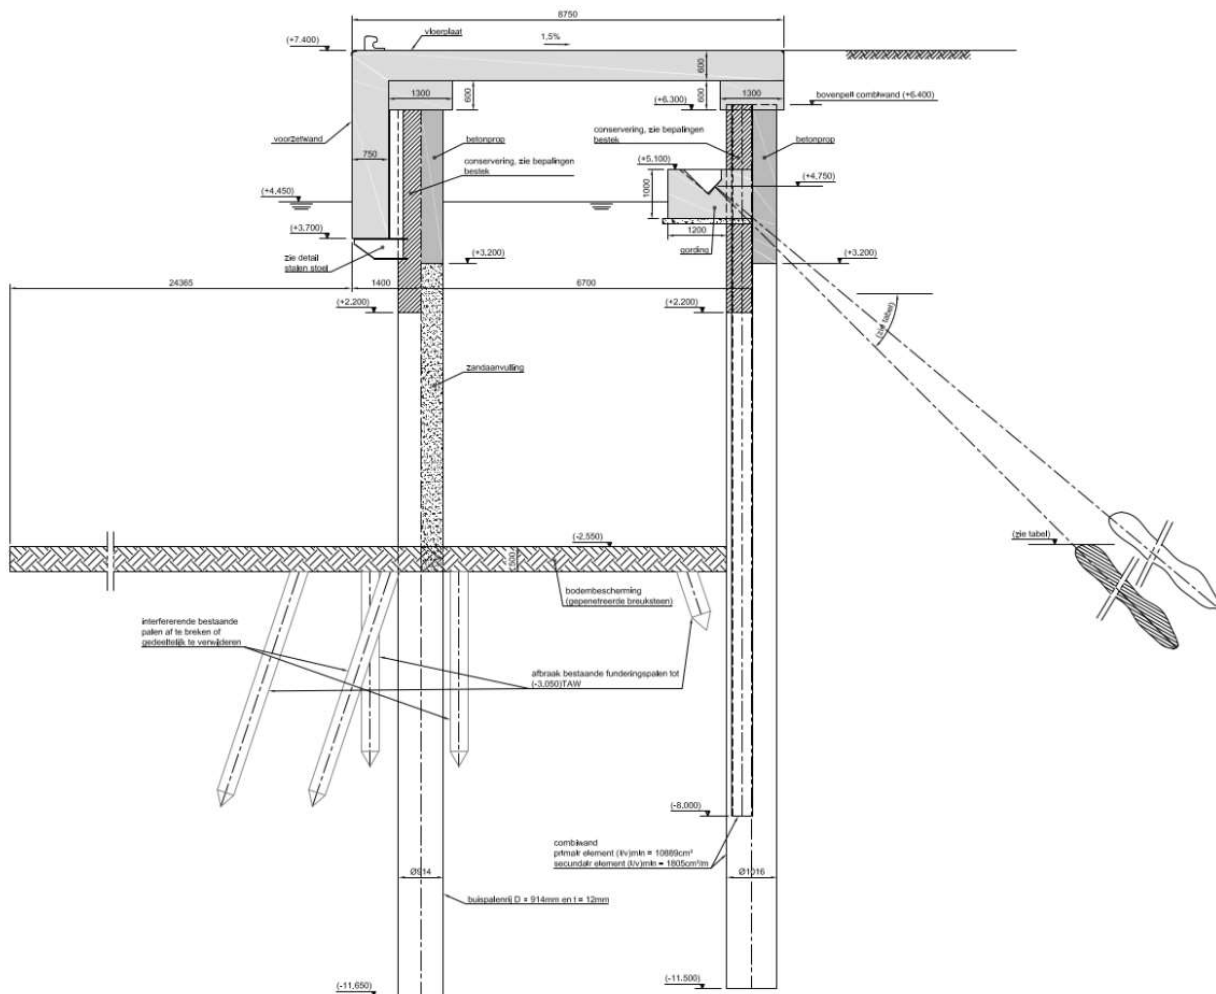 8750
(+7.400)
vloerplaat
1,5%
600
1300
600
600
1300
(+6.300)
bovenpeil combiwand (+6.400)
conservering, zie bepalingen
bestek
voorzetwand
betonprop
betonprop
750
conservering, zie bepalingen
bestek
(+5.100)
(+4,750)
(+4,450)
1000
(+3.700)
1200
zie detail
stalen stoel
(+3,200)
gording
(+3.200)
24365
1400
6700
(+2.200)
(+2.200)
(zie tabel)
zandaanvulling
(-2,550)
500
(zie tabel)
bodembescherming
(gepenetreerde breuksteen)
interfererende bestaande
palen af te breken of
gedeeltelijk te verwijderen
afbraak bestaande funderingspalen tot
(-3.050)TAW
(-8.000)
combiwand
primair element (I/v)min = 10889cm³
secundair element (I/v)min = 1805cm³/m
Ø914
Ø1016
buispalenrij D = 914mm en t = 12mm
(-11,650)
(-11.500)